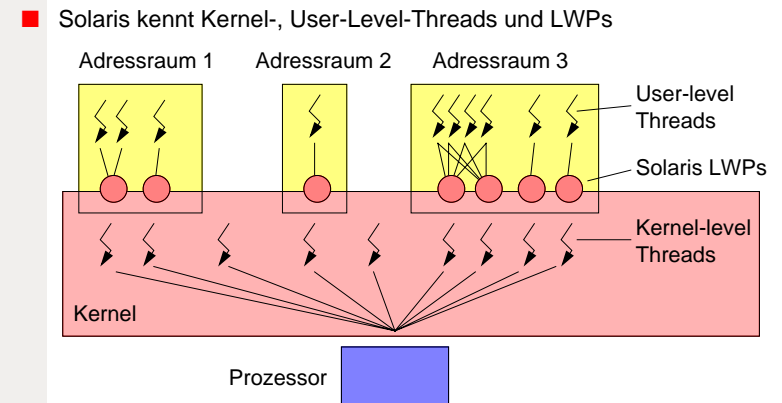 Solaris kennt Kernel-, User-Level-Threads und LWPs
Adressraum 1
Adressraum 2
Adressraum 3
User-level
Threads
Solaris LWPs
Kernel-level
Threads
Kernel
Prozessor